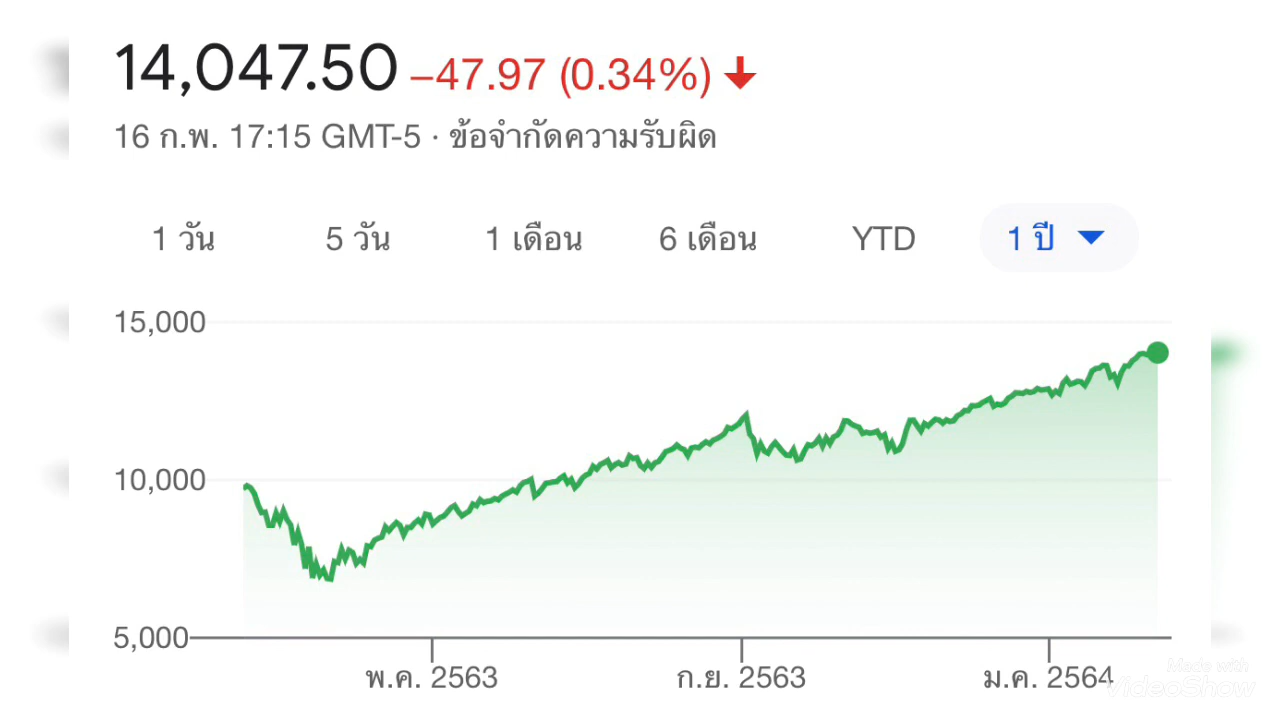 14,047.50 –47.97 (0.34%) ↓
16 ก.พ. 17:15 GMT-5 · ข้อจำกัดความรับผิด
1 วัน 5 วัน 1 เดือน 6 เดือน YTD 1 ปี
15,000
10,000
5,000
พ.ค. 2563 ก.ย. 2563 ม.ค. 2564
Made with
VideoShow